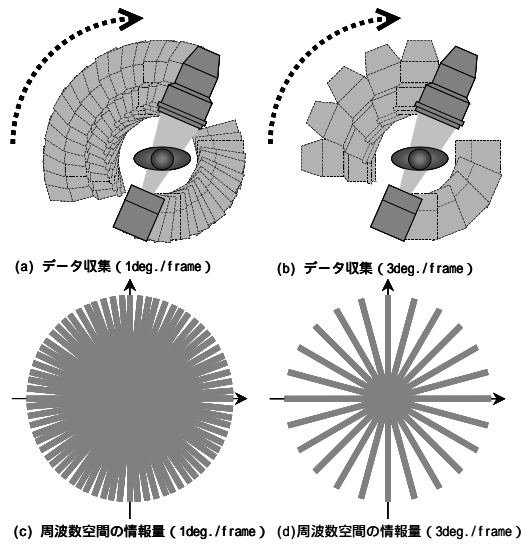 (a) データ収集（1deg./frame）
(b) データ収集（3deg./frame）
(c) 周波数空間の情報量（1deg./frame）
(d)周波数空間の情報量（3deg./frame）